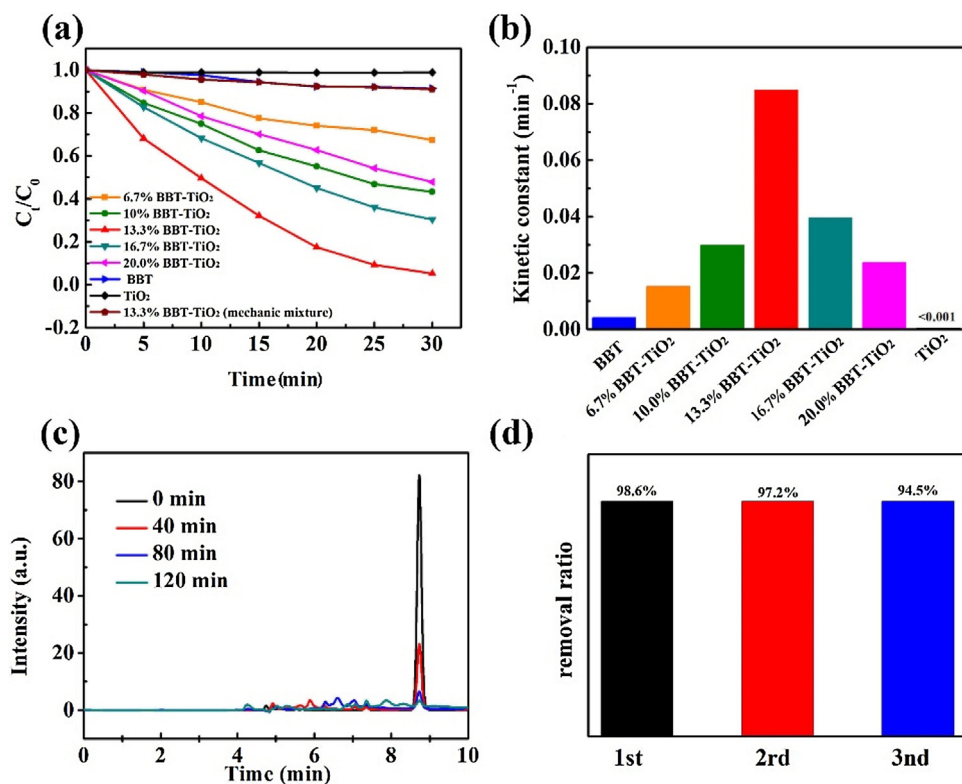 (a)
1.0
0.8
0.6
0.4
0.2
0.0
-0.2
Ct/C0
6.7% BBT-TiO2
10% BBT-TiO2
13.3% BBT-TiO2
16.7% BBT-TiO2
20.0% BBT-TiO2
BBT
TiO2
13.3% BBT-TiO2 (mechanic mixture)
0 5 10 15 20 25 30
Time(min)
(b)
0.10
0.08
0.06
0.04
0.02
0.00
Kinetic constant (min-1)
<0.001
BBT
6.7% BBT-TiO2
10.0% BBT-TiO2
13.3% BBT-TiO2
16.7% BBT-TiO2
20.0% BBT-TiO2
TiO2
(c)
80
60
40
20
0
Intensity (a.u.)
0 min
40 min
80 min
120 min
0 2 4 6 8 10
Timc (min)
(d)
removal ratio
98.6% 97.2% 94.5%
1st 2rd 3nd